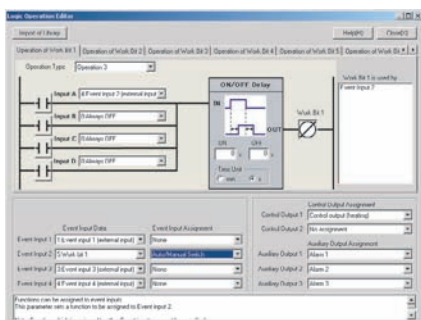 Logic Operation Editor
Import of Library Help(H) Close(X)
Operation of Work Bit 1 Operation of Work Bit 2 Operation of Work Bit 3 Operation of Work Bit 4 Operation of Work Bit 5 Operation of Work Bit
Operation Type: Operation 3
ON/OFF Delay
Work Bit 1 is used by
Event Input 2
Input A
Input B 0:Always OFF
Input C 0:Always OFF
Input D 0:Always OFF
IN
OUT
Work Bit 1
ON OFF
0 s 0 s
Time Unit
min s
Control Output Assignment
Control Output 1 Control output (heating)
Control Output 2 No assignment
Event Input Data Event Input Assignment
Auxiliary Output Assignment
Event Input 1 1:Event input 1 (external input) None
Event Input 2 5:Work bit 1 Auto/Manual Switch
Event Input 3 3:Event input 3 (external input) None
Event Input 4 4:Event input 4 (external input) None
Auxiliary Output 1 Alarm 1
Auxiliary Output 2 Alarm 2
Auxiliary Output 3 Alarm 3
Functions can be assigned to event inputs
This parameter sets a function to be assigned to Event Input 2.